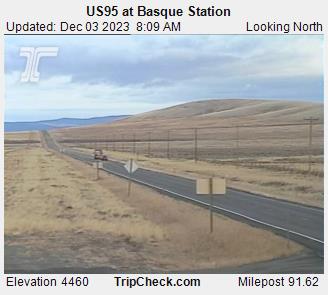 US95 at Basque Station
Updated: Dec 03 2023 8:09 AM Looking North
Elevation 4460 TripCheck.com Milepost 91.62